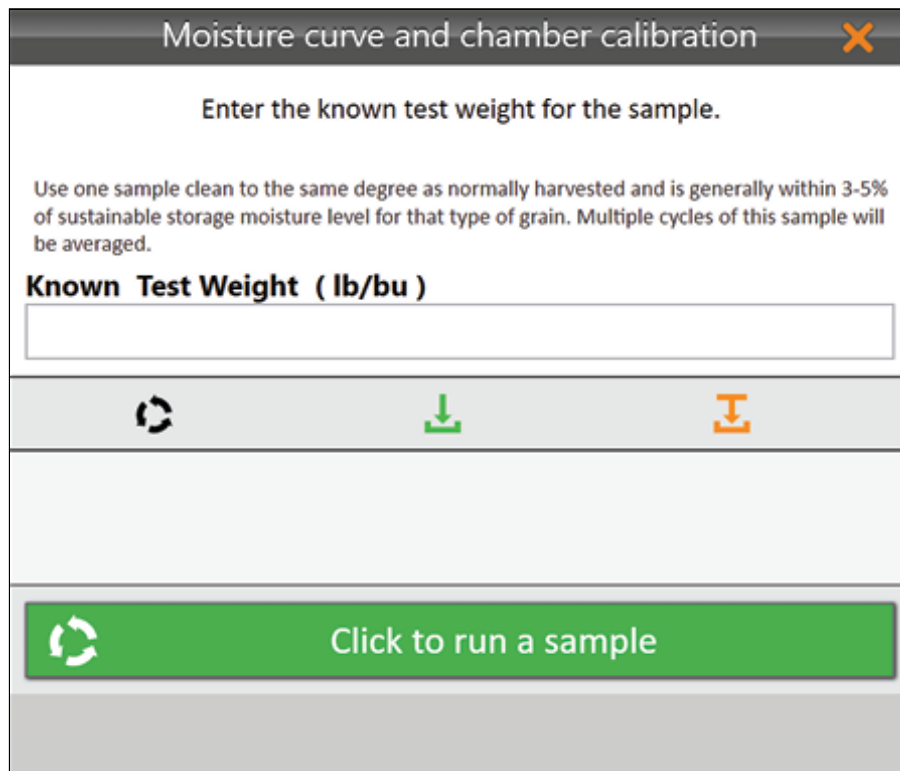 Moisture curve and chamber calibration
Enter the known test weight for the sample.
Use one sample clean to the same degree as normally harvested and is generally within 3-5%
of sustainable storage moisture level for that type of grain. Multiple cycles of this sample will
be averaged.
Known Test Weight ( lb/bu )
Click to run a sample